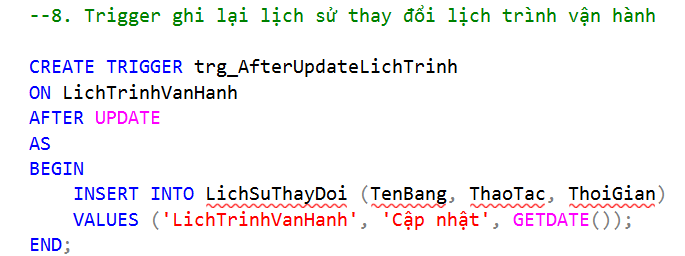 --8. Trigger ghi lại lịch sử thay đổi lịch trình vận hành
CREATE TRIGGER trg_AfterUpdateLichTrinh
ON LichTrinhVanHanh
AFTER UPDATE
AS
BEGIN
INSERT INTO LichSuThayDoi (TenBang, ThaoTac, ThoiGian)
VALUES ('LichTrinhVanHanh', 'Cập nhật', GETDATE());
END;